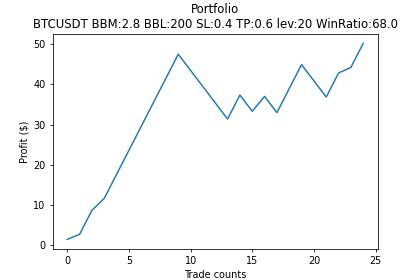 Portfolio
BTCUSDT BBM:2.8 BBL:200 SL:0.4 TP:0.6 lev:20 WinRatio:68.0
50
40
30
20
10
0
Profit ($)
0 5 10 15 20 25
Trade counts